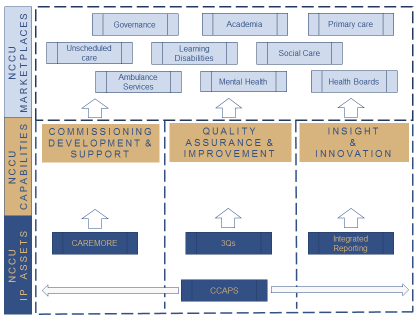 NCCU
MARKETPLACES
Governance
Academia
Primary care
Unscheduled
care
Learning
Disabilities
Social Care
Ambulance
Services
Mental Health
Health Boards
NCCU
CAPABILITIES
COMMISSIONING
DEVELOPMENT &
SUPPORT
QUALITY
ASSURANCE &
IMPROVEMENT
INSIGHT
&
INNOVATION
NCCU
IP ASSETS
CAREMORE
3Qs
Integrated
Reporting
CCAPS